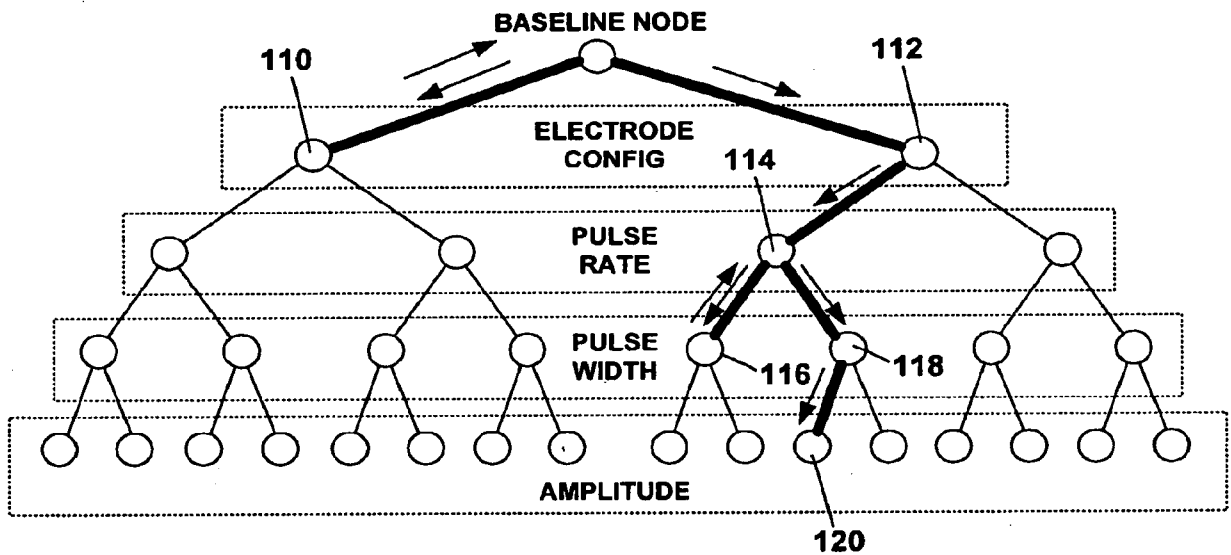 BASELINE NODE
110
112
ELECTRODE
CONFIG
114
PULSE
RATE
PULSE
WIDTH
116
118
AMPLITUDE
120